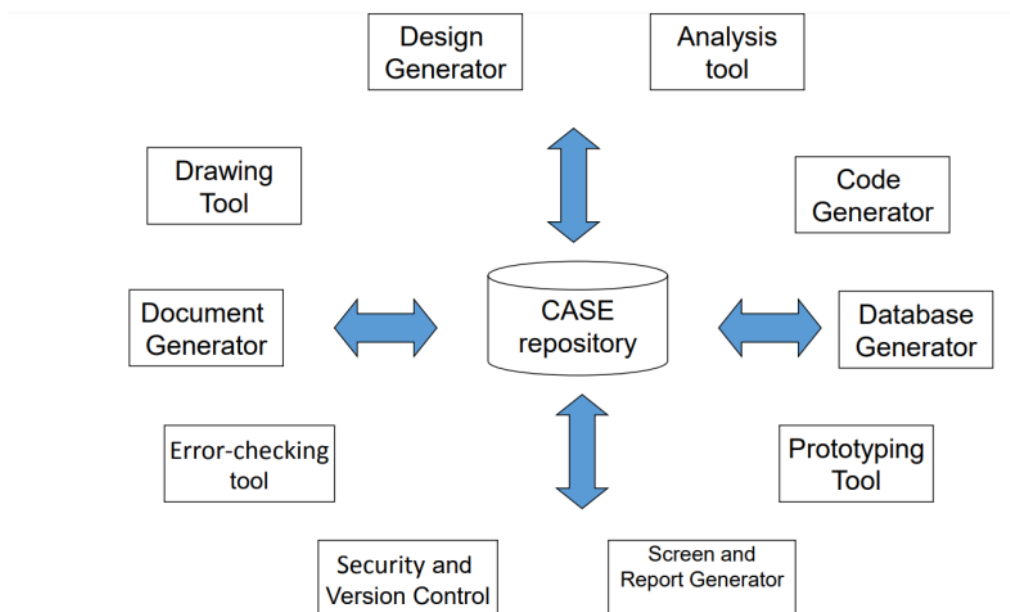 Design
Generator
Analysis
tool
Drawing
Tool
Code
Generator
CASE
repository
Document
Generator
Database
Generator
Error-checking
tool
Prototyping
Tool
Security and
Version Control
Screen and
Report Generator